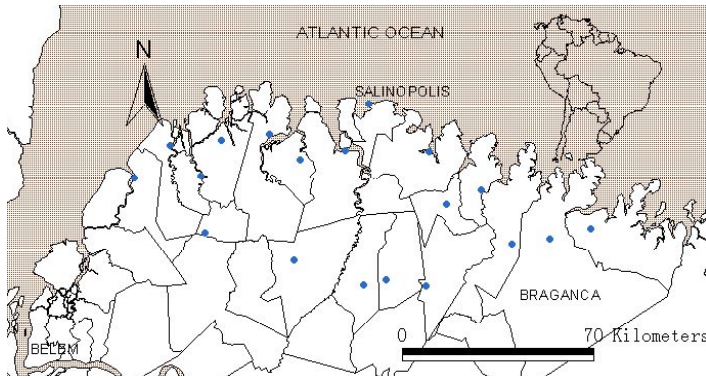 ATLANTIC OCEAN
N
SALINOPOLIS
BRAGANCA
0 70 Kilometers
BELEM